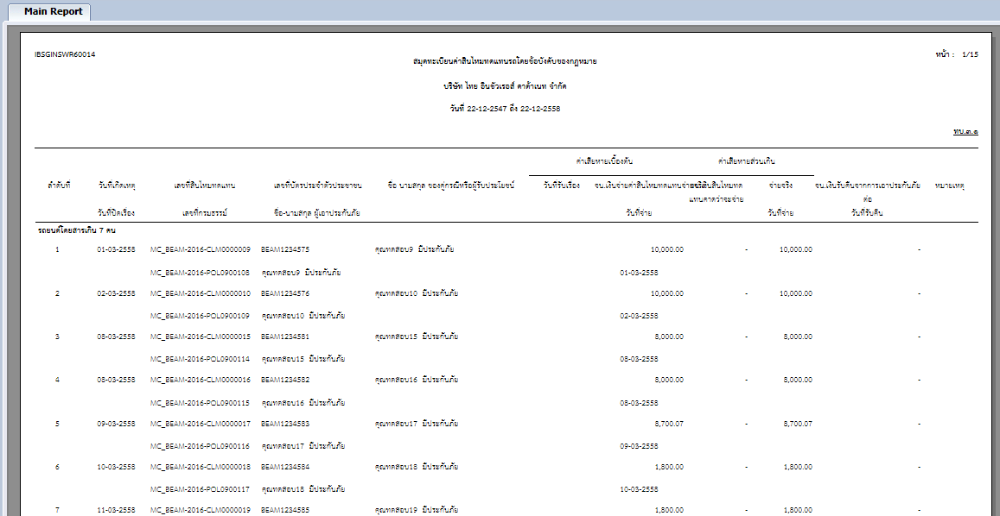 Main Report
IBSGINSWR60014
หน้า : 1/15
สมุดทะเบียนค่าสินไหมทดแทนรถโดยข้อบังคับของกฎหมาย
บริษัท ไทย อินชัวเรอส์ ดาต้าเนท จำกัด
วันที่ 22-12-2547 ถึง 22-12-2558
ทบ.๓.๑
ค่าเสียหายเบื้องต้น ค่าเสียหายส่วนเกิน
ลำดับที่ วันที่เกิดเหตุ เลขที่สินไหมทดแทน เลขที่บัตรประจำตัวประชาชน ชื่อ นามสกุล ของคู่กรณีหรือผู้รับประโยชน์ วันที่รับเรื่อง จน.เงินจ่ายค่าสินไหมทดแทนจ่ายจริง จน.เงินสินไหมทด จ่ายจริง จน.เงินรับคืนจากการเอาประกันภัย หมายเหตุ
แทนคาดว่าจะจ่าย ต่อ
วันที่ปิดเรื่อง เลขที่กรมธรรม์ ชื่อ-นามสกุล ผู้เอาประกันภัย วันที่จ่าย วันที่จ่าย วันที่รับคืน
รถยนต์โดยสารเกิน 7 คน
1 01-03-2558 MC_BEAM-2016-CLM0000009 BEAM1234575 คุณทดสอบ9 มีประกันภัย 10,000.00 - 10,000.00 -
MC_BEAM-2016-POL0900108 คุณทดสอบ9 มีประกันภัย 01-03-2558
2 02-03-2558 MC_BEAM-2016-CLM0000010 BEAM1234576 คุณทดสอบ10 มีประกันภัย 10,000.00 - 10,000.00 -
MC_BEAM-2016-POL0900109 คุณทดสอบ10 มีประกันภัย 02-03-2558
3 08-03-2558 MC_BEAM-2016-CLM0000015 BEAM1234581 คุณทดสอบ15 มีประกันภัย 8,000.00 - 8,000.00 -
MC_BEAM-2016-POL0900114 คุณทดสอบ15 มีประกันภัย 08-03-2558
4 08-03-2558 MC_BEAM-2016-CLM0000016 BEAM1234582 คุณทดสอบ16 มีประกันภัย 8,000.00 - 8,000.00 -
MC_BEAM-2016-POL0900115 คุณทดสอบ16 มีประกันภัย 08-03-2558
5 09-03-2558 MC_BEAM-2016-CLM0000017 BEAM1234583 คุณทดสอบ17 มีประกันภัย 8,700.07 - 8,700.07 -
MC_BEAM-2016-POL0900116 คุณทดสอบ17 มีประกันภัย 09-03-2558
6 10-03-2558 MC_BEAM-2016-CLM0000018 BEAM1234584 คุณทดสอบ18 มีประกันภัย 1,800.00 - 1,800.00 -
MC_BEAM-2016-POL0900117 คุณทดสอบ18 มีประกันภัย 10-03-2558
7 11-03-2558 MC_BEAM-2016-CLM0000019 BEAM1234585 คุณทดสอบ19 มีประกันภัย 1,800.00 - 1,800.00 -